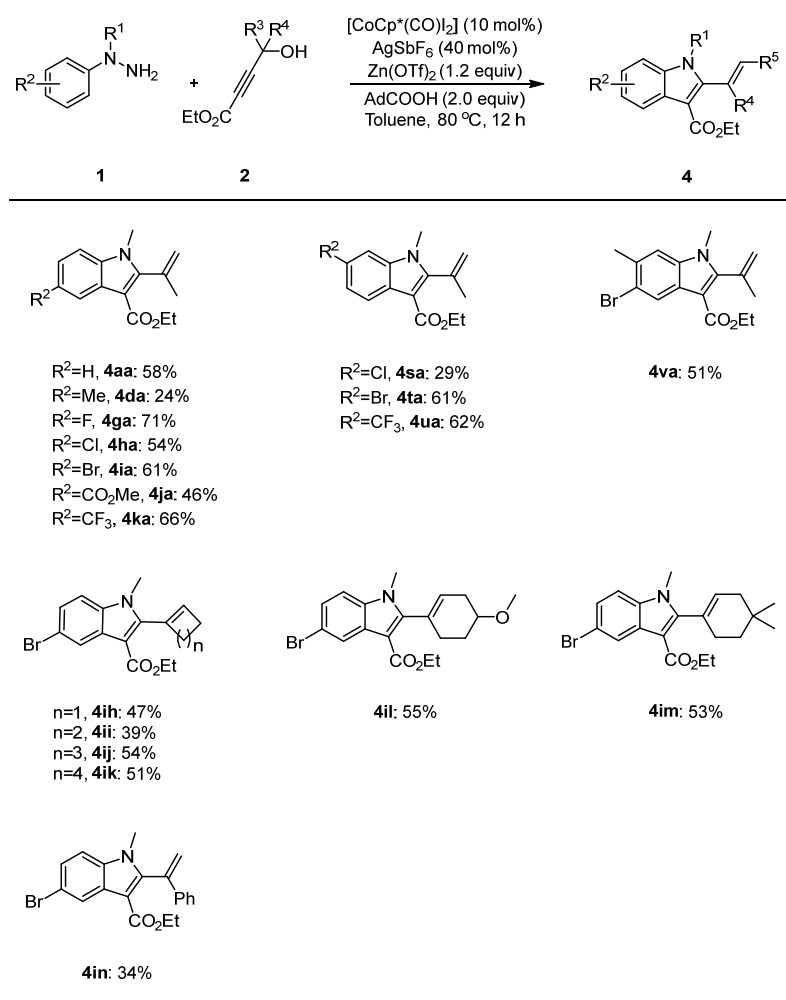 R1
N
NH2
R2
+
R3 R4
OH
EtO2C
[CoCp*(CO)I2] (10 mol%)
AgSbF6 (40 mol%)
Zn(OTf)2 (1.2 equiv)
AdCOOH (2.0 equiv)
Toluene, 80 oC, 12 h
R1
N
R5
R2
R4
CO2Et
1
2
4
N
R2
CO2Et
R2=H, 4aa: 58%
R2=Me, 4da: 24%
R2=F, 4ga: 71%
R2=Cl, 4ha: 54%
R2=Br, 4ia: 61%
R2=CO2Me, 4ja: 46%
R2=CF3, 4ka: 66%
R2
N
CO2Et
R2=Cl, 4sa: 29%
R2=Br, 4ta: 61%
R2=CF3, 4ua: 62%
N
Br
CO2Et
4va: 51%
N
Br
( )n
CO2Et
n=1, 4ih: 47%
n=2, 4ii: 39%
n=3, 4ij: 54%
n=4, 4ik: 51%
N
O
Br
CO2Et
4il: 55%
N
Br
CO2Et
4im: 53%
N
Br
Ph
CO2Et
4in: 34%